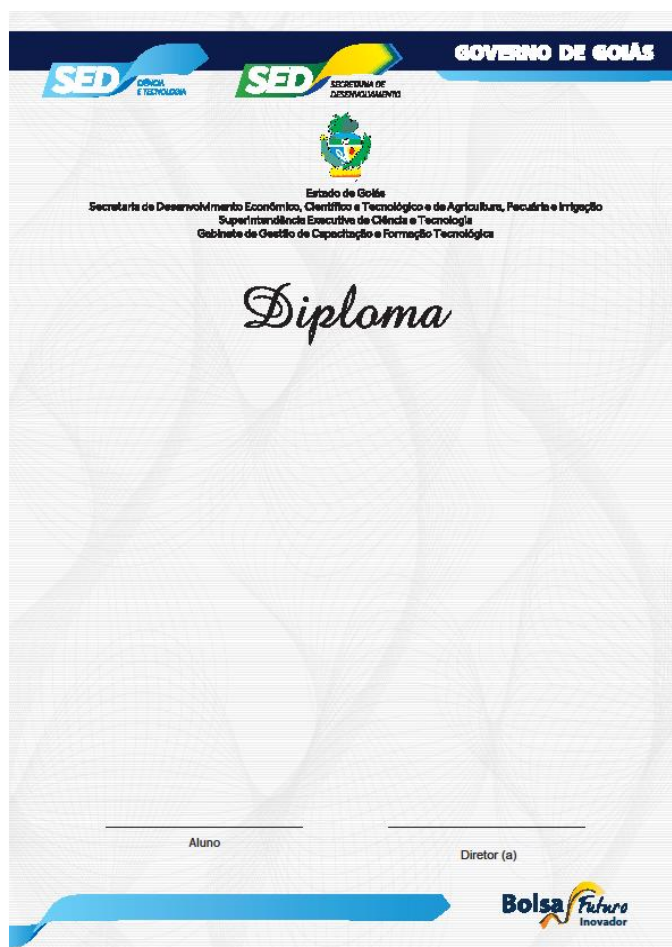 GOVERNO DE GOIÁS
SED CIÊNCIA
E TECNOLOGIA
SED SECRETARIA DE
DESENVOLVIMENTO
Estado de Goiás
Secretaria de Desenvolvimento Econômico, Científico e Tecnológico e de Agricultura, Pecuária e Irrigação
Superintendência Executiva de Ciência e Tecnologia
Gabinete de Gestão de Capacitação e Formação Tecnológica
Diploma
Aluno
Diretor (a)
Bolsa Futuro
Inovador